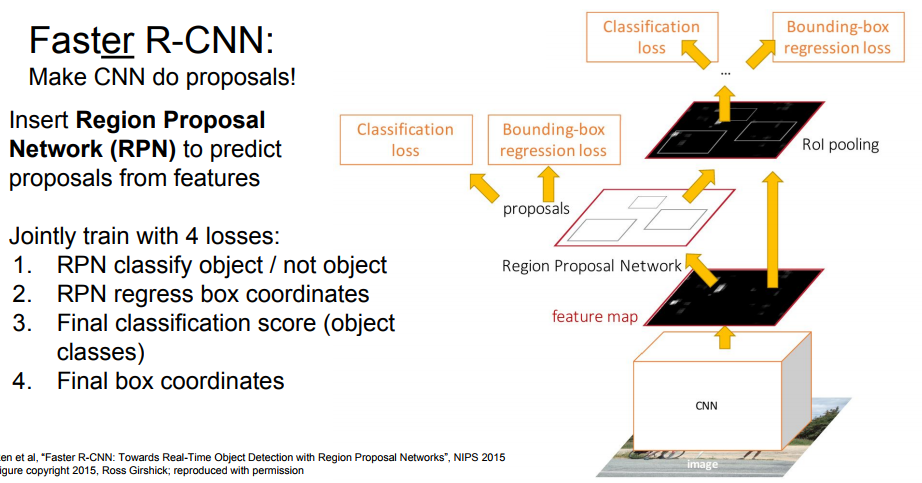 Faster R-CNN:
Make CNN do proposals!
Insert Region Proposal
Network (RPN) to predict
proposals from features
Jointly train with 4 losses:
1. RPN classify object / not object
2. RPN regress box coordinates
3. Final classification score (object
classes)
4. Final box coordinates
Classification
loss
Bounding-box
regression loss
...
Classification
loss
Bounding-box
regression loss
RoI pooling
proposals
Region Proposal Network
feature map
CNN
image
et al, "Faster R-CNN: Towards Real-Time Object Detection with Region Proposal Networks", NIPS 2015
copyright 2015, Ross Girshick; reproduced with permission